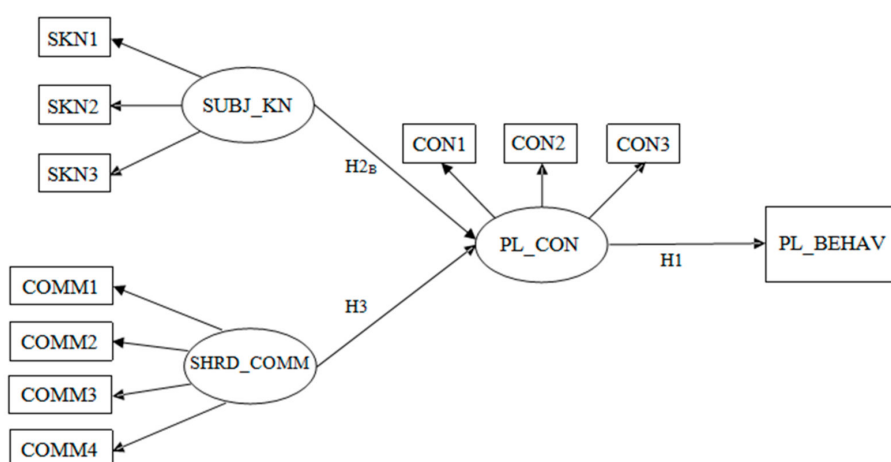 SKN1
SKN2
SKN3
SUBJ_KN
H2B
CON1
CON2
CON3
PL_CON
H1
PL_BEHAV
H3
COMM1
COMM2
COMM3
COMM4
SHRD_COMM